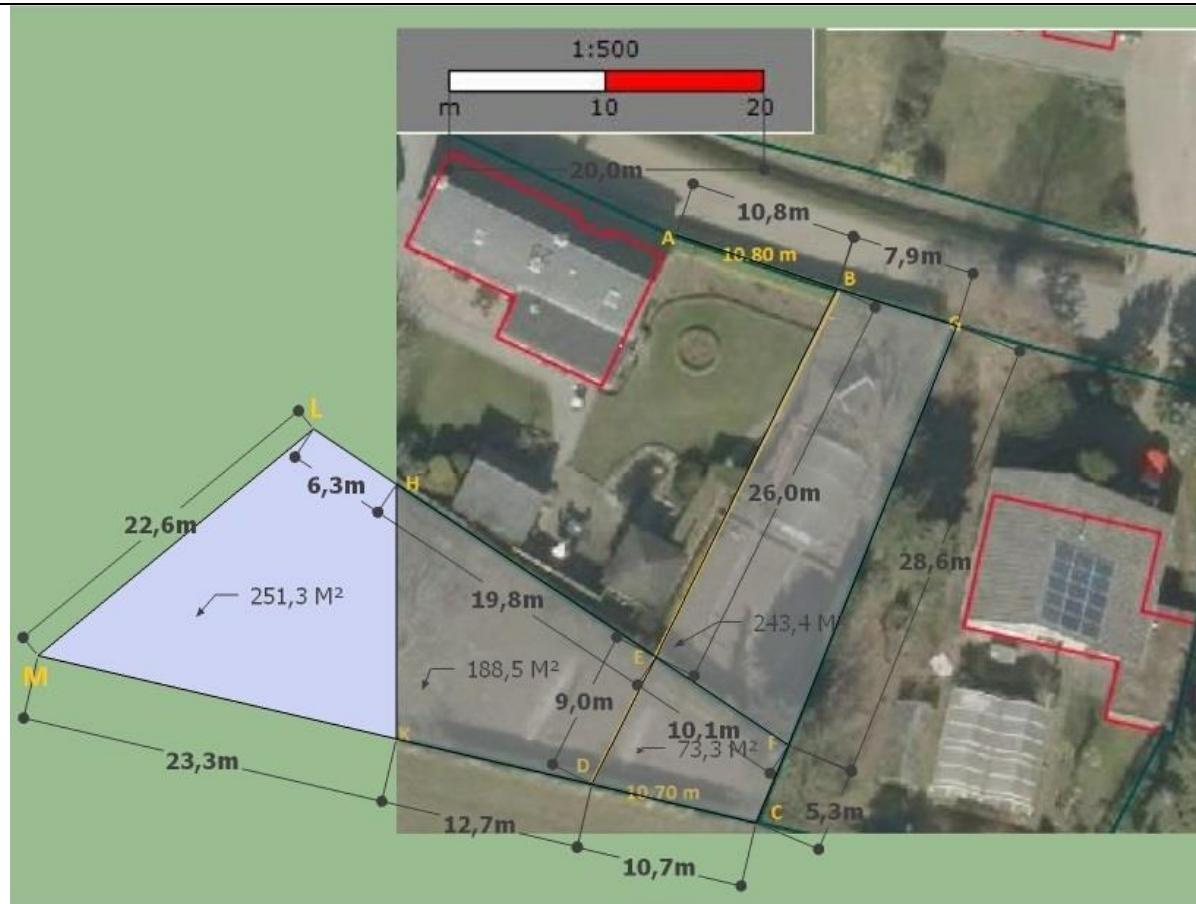 1:500
m 10 20
20,0m
10,8m
A
10.80 m
7,9m
B
G
L
6,3m
H
22,6m
26,0m
28,6m
251,3 M²
19,8m
243,4 M
E
188,5 M²
M
9,0m
10,1m
F
73,3 M²
K
D
23,3m
10.70 m
C
5,3m
12,7m
10,7m